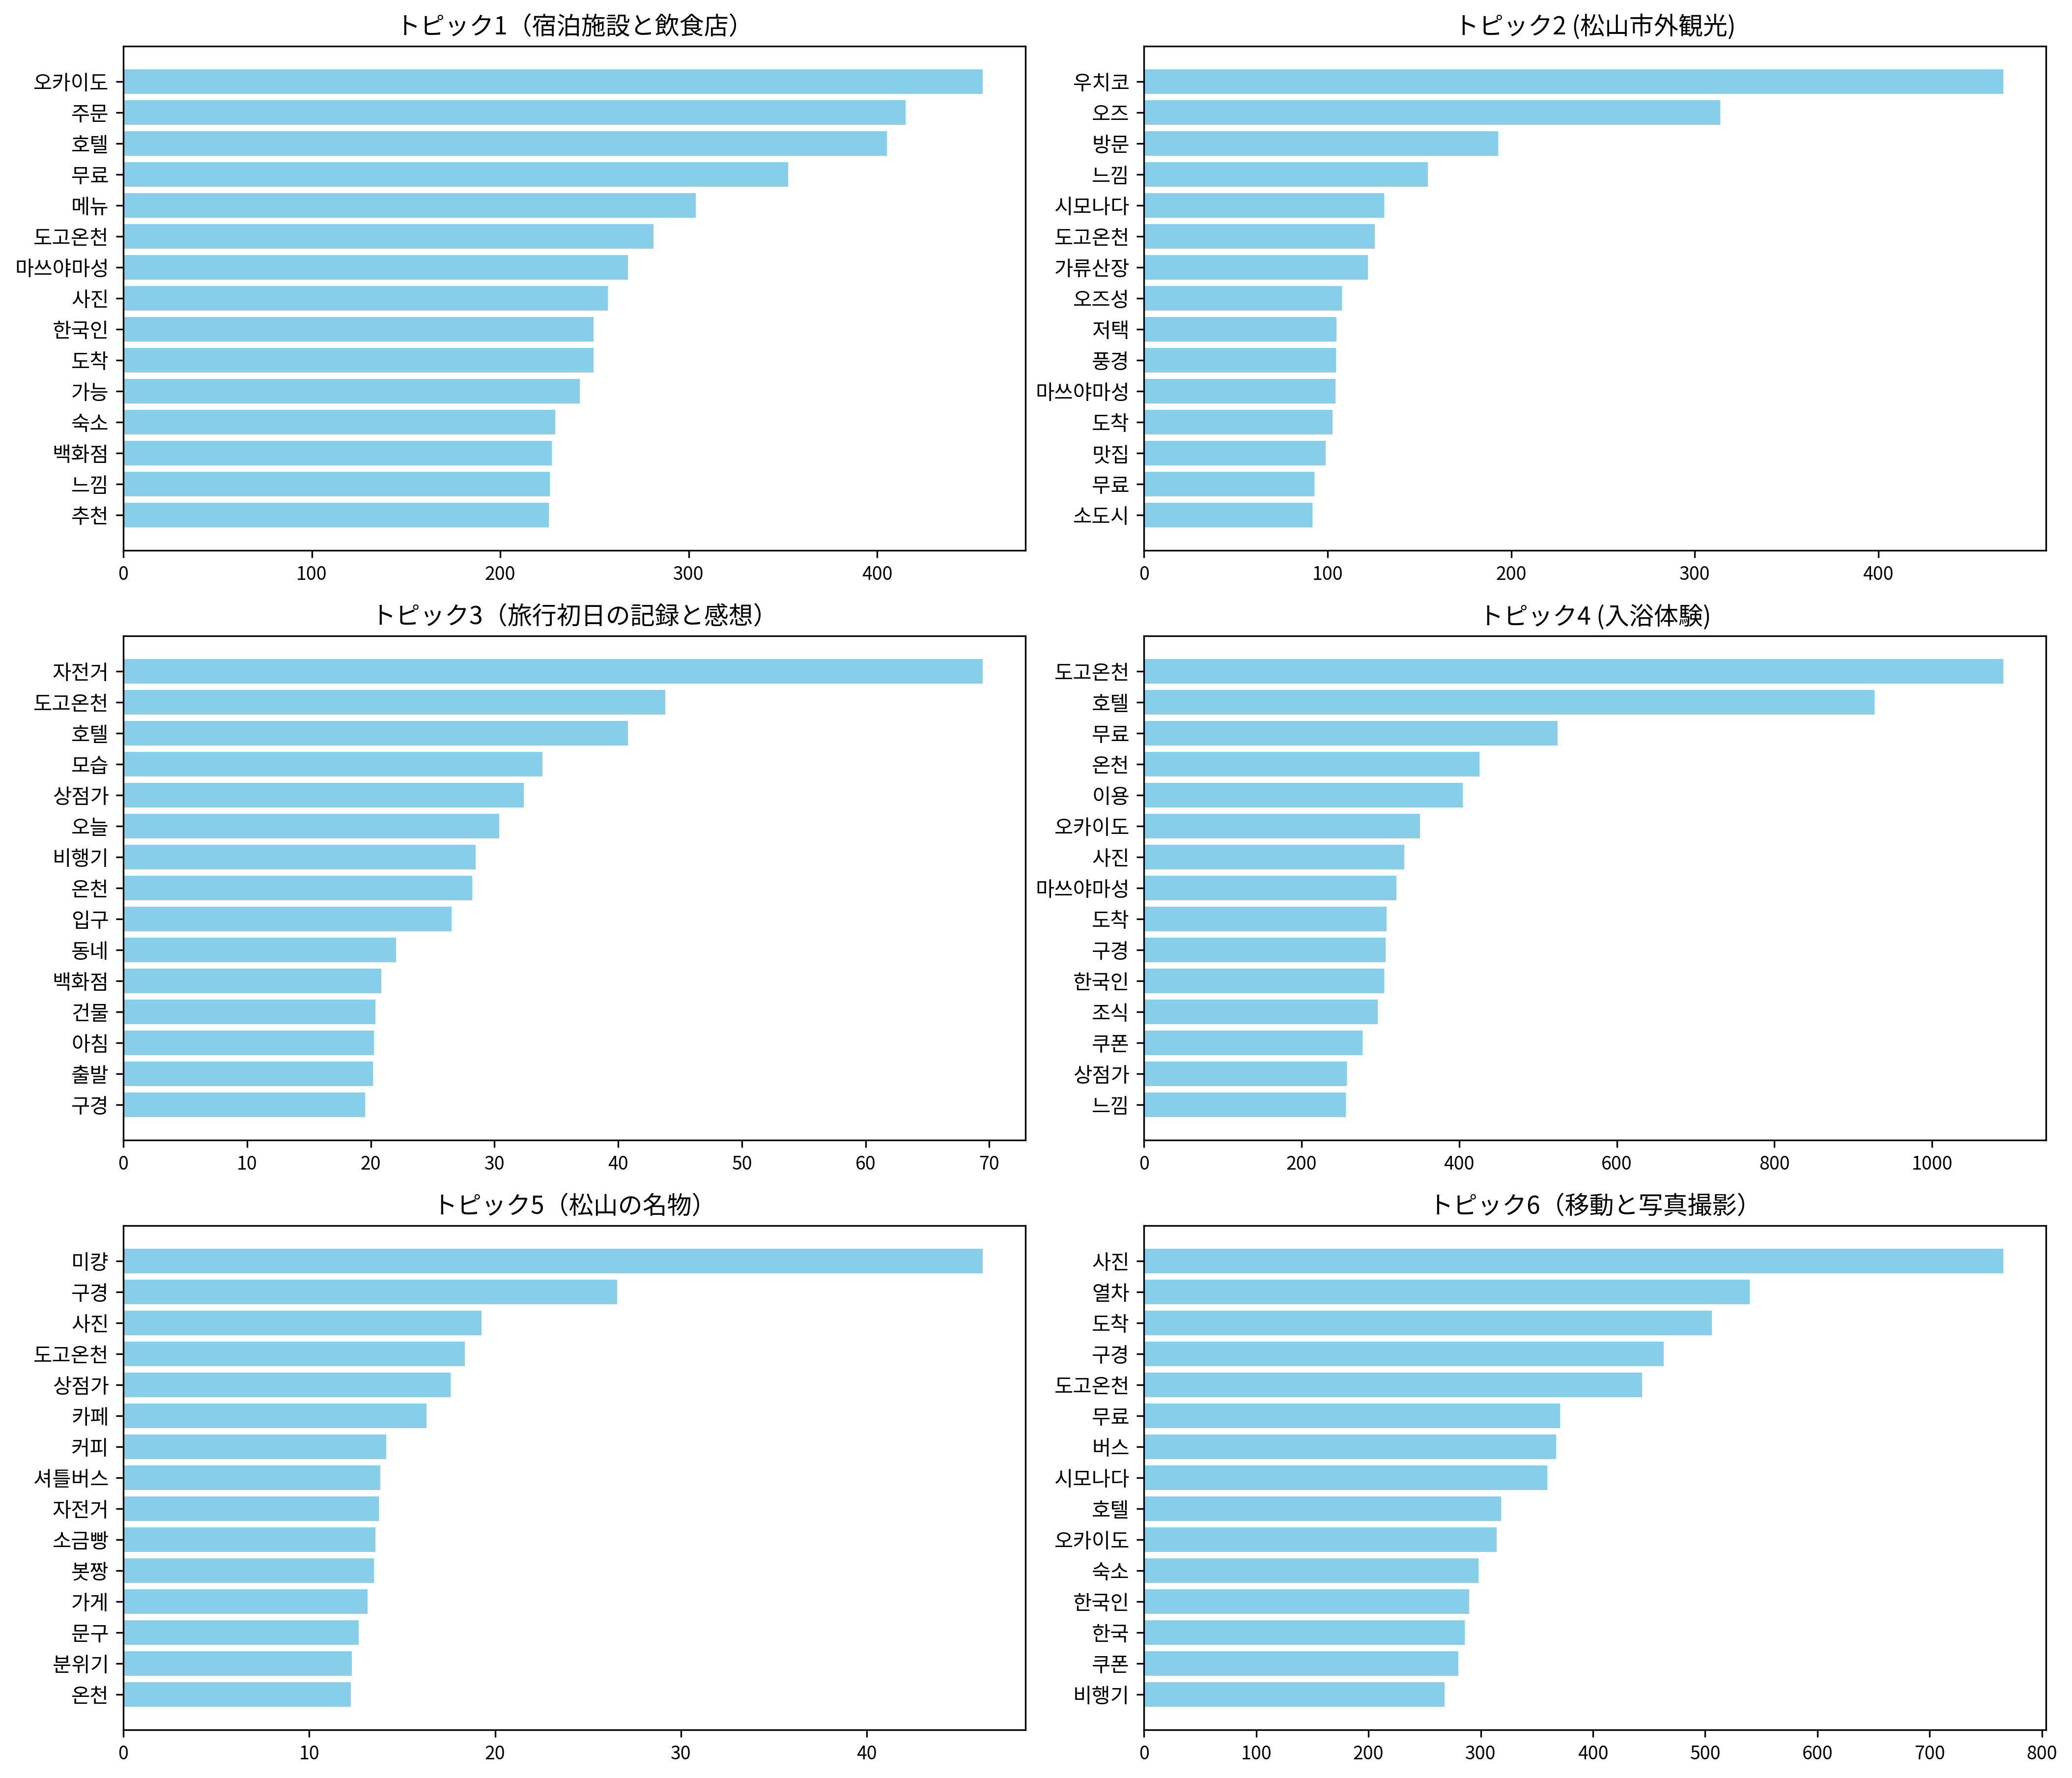 トピック1（宿泊施設と飲食店）
오카이도
주문
호텔
무료
메뉴
도고온천
마쓰야마성
사진
한국인
도착
가능
숙소
백화점
느낌
추천
0 100 200 300 400
トピック2 (松山市外観光)
우치코
오즈
방문
느낌
시모나다
도고온천
가류산장
오즈성
저택
풍경
마쓰야마성
도착
맛집
무료
소도시
0 100 200 300 400
トピック3（旅行初日の記録と感想）
자전거
도고온천
호텔
모습
상점가
오늘
비행기
온천
입구
동네
백화점
건물
아침
출발
구경
0 10 20 30 40 50 60 70
トピック4 (入浴体験)
도고온천
호텔
무료
온천
이용
오카이도
사진
마쓰야마성
도착
구경
한국인
조식
쿠폰
상점가
느낌
0 200 400 600 800 1000
トピック5（松山の名物）
미캉
구경
사진
도고온천
상점가
카페
커피
셔틀버스
자전거
소금빵
봇짱
가게
문구
분위기
온천
0 10 20 30 40
トピック6（移動と写真撮影）
사진
열차
도착
구경
도고온천
무료
버스
시모나다
호텔
오카이도
숙소
한국인
한국
쿠폰
비행기
0 100 200 300 400 500 600 700 800